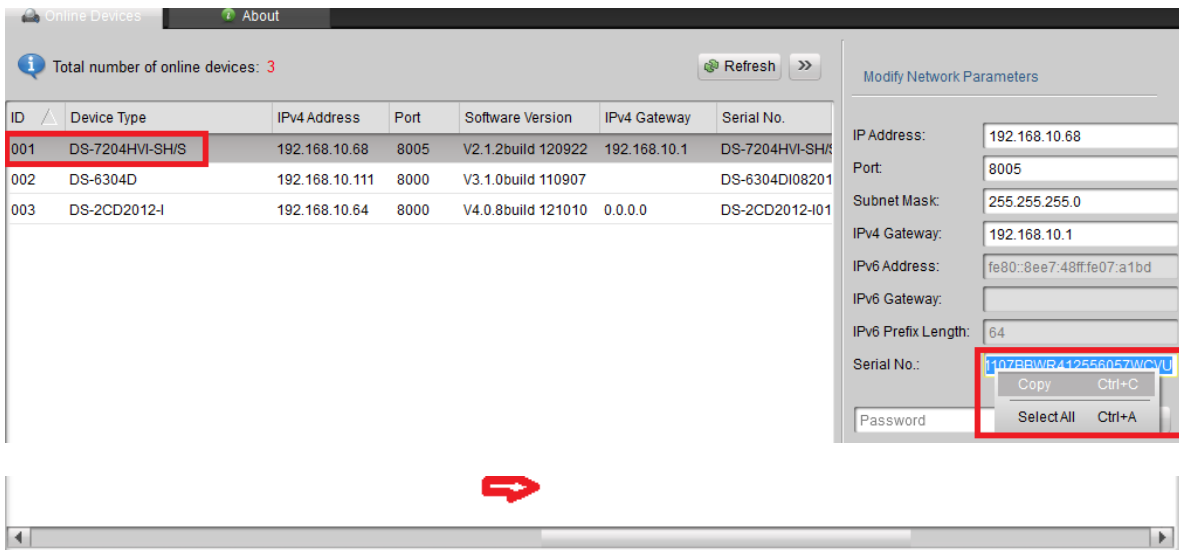 Online Devices About
Total number of online devices: 3
Refresh >>
ID Device Type IPv4 Address Port Software Version IPv4 Gateway Serial No.
001 DS-7204HVI-SH/S 192.168.10.68 8005 V2.1.2build 120922 192.168.10.1 DS-7204HVI-SH/S
002 DS-6304D 192.168.10.111 8000 V3.1.0build 110907 DS-6304DI08201
003 DS-2CD2012-I 192.168.10.64 8000 V4.0.8build 121010 0.0.0.0 DS-2CD2012-I01
Modify Network Parameters
IP Address: 192.168.10.68
Port: 8005
Subnet Mask: 255.255.255.0
IPv4 Gateway: 192.168.10.1
IPv6 Address: fe80::8ee7:48ff:fe07:a1bd
IPv6 Gateway:
IPv6 Prefix Length: 64
Serial No.: 1107BBWR412556057WCVU
Copy Ctrl+C
Select All Ctrl+A
Password